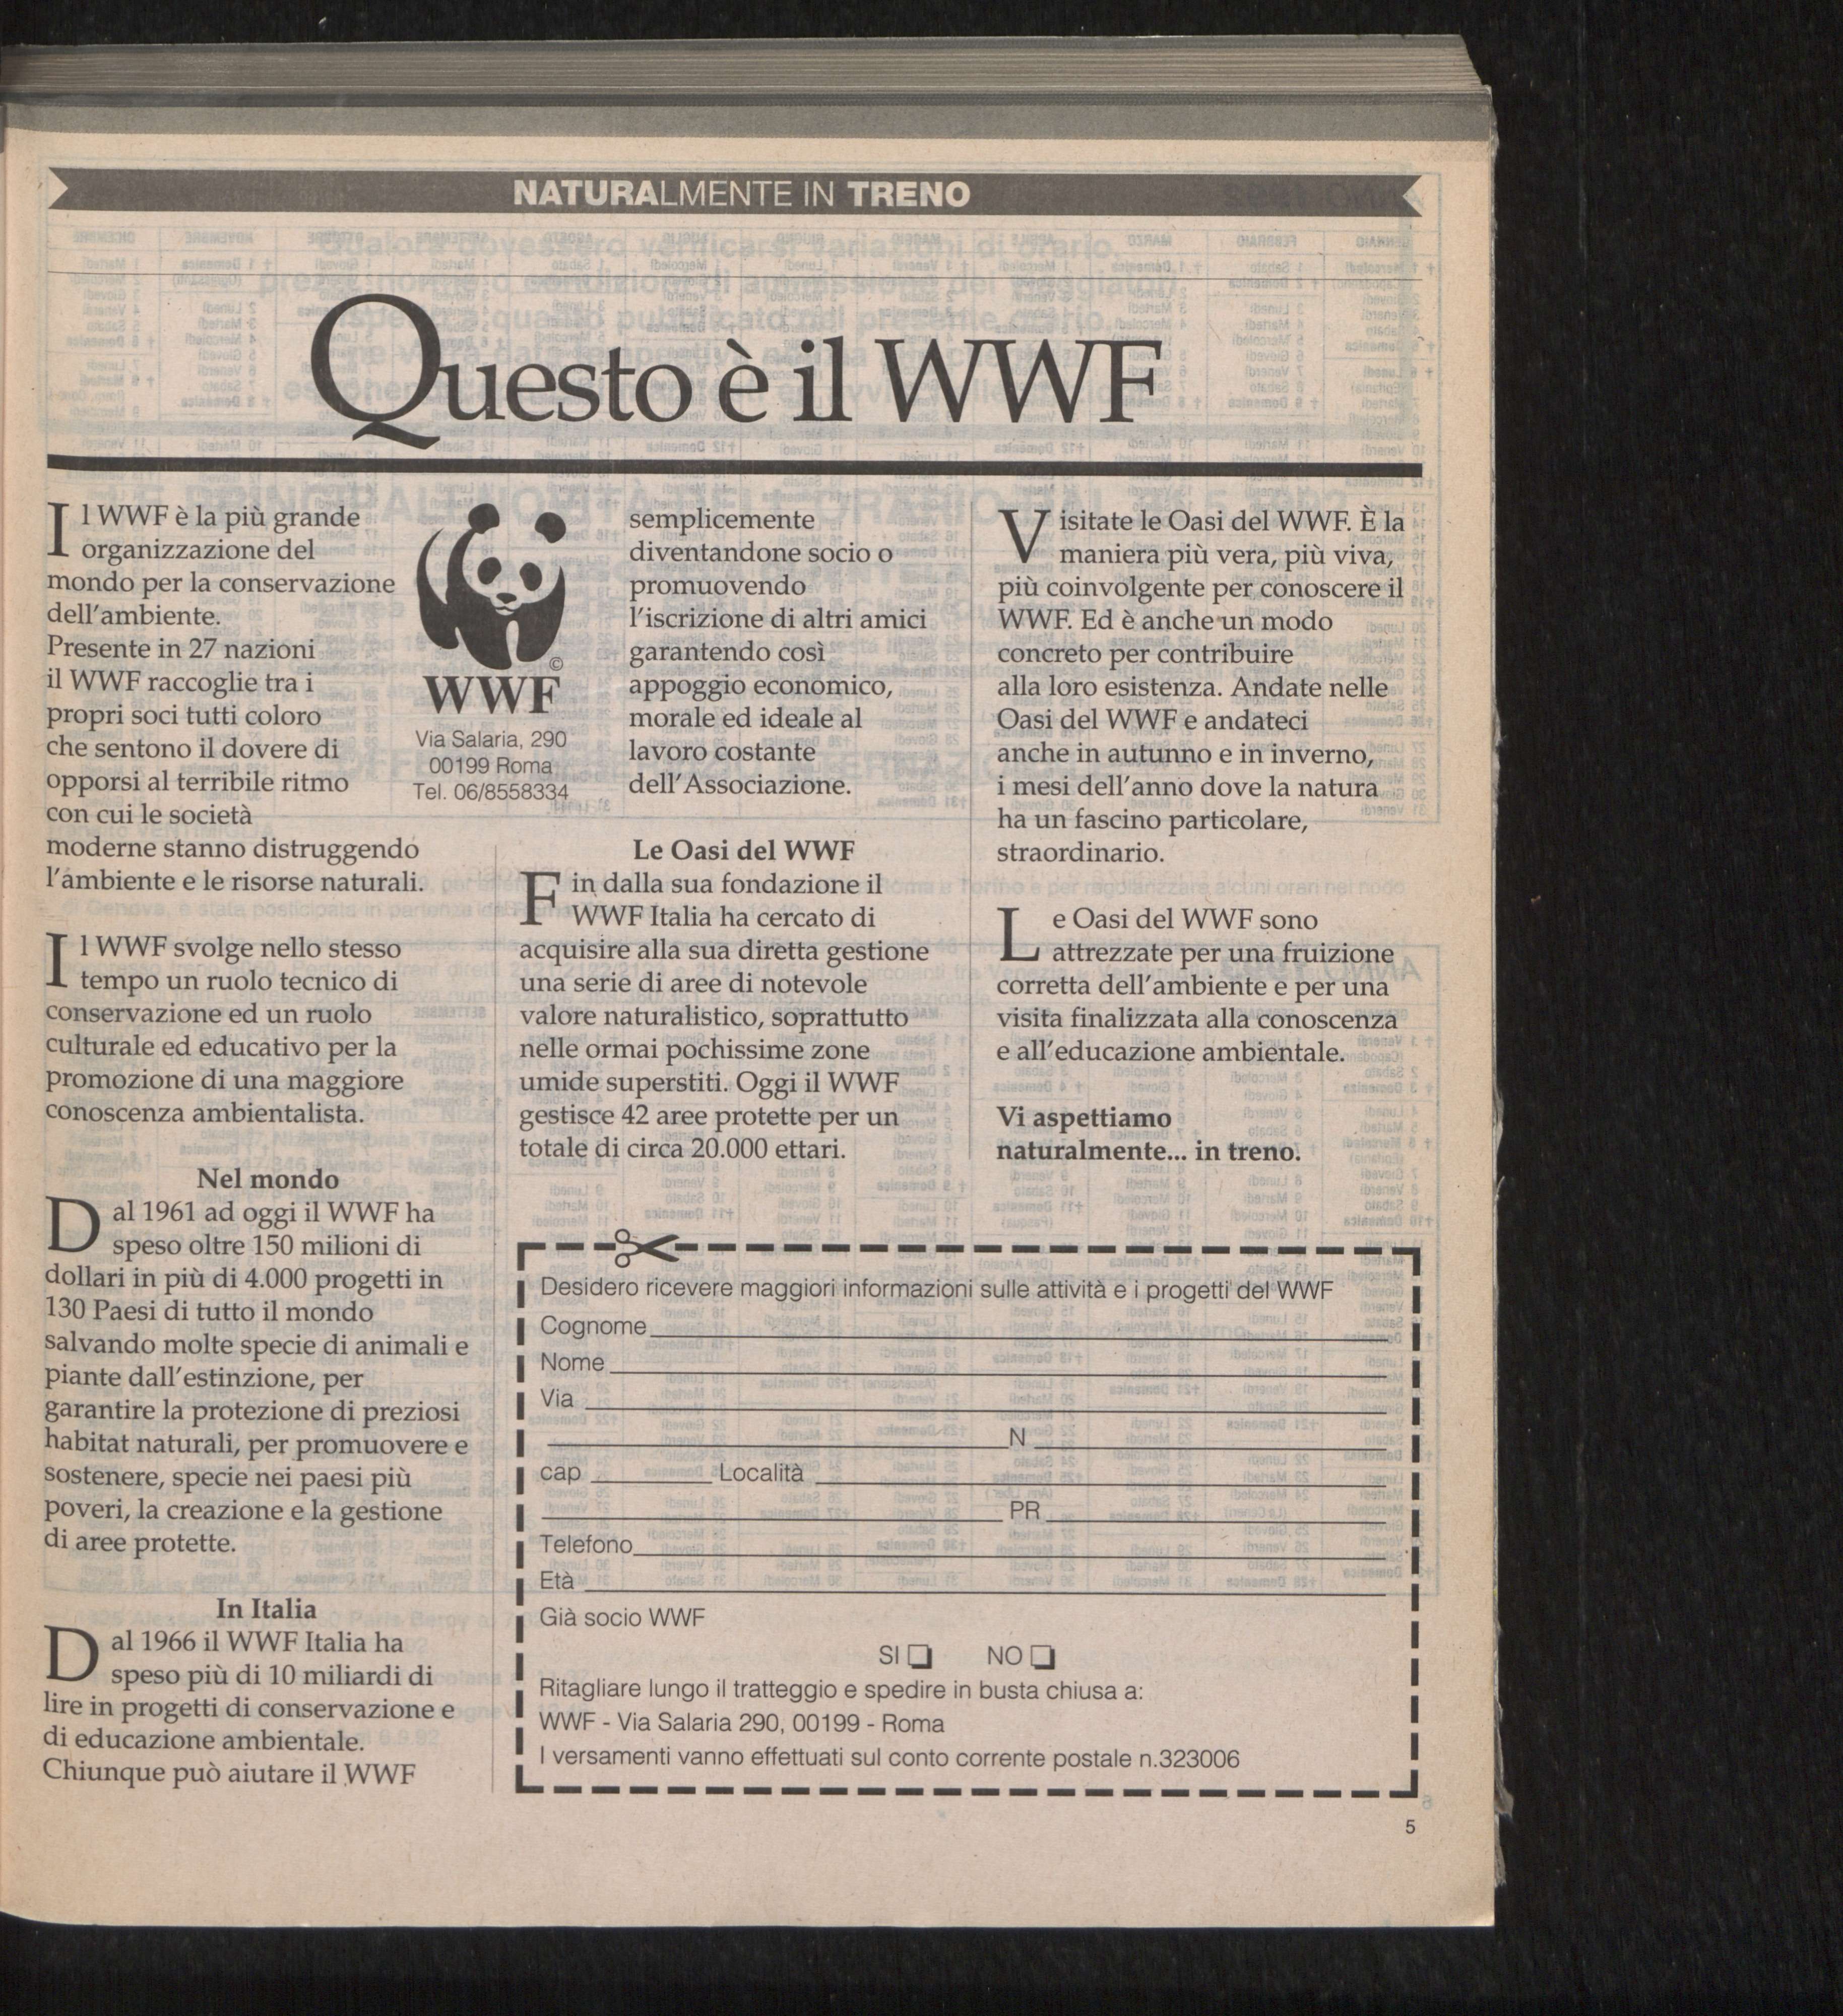 NATURALMENTE IN TRENO
Questo è il WWF
Il WWF è la più grande
organizzazione del
mondo per la conservazione
dell'ambiente.
Presente in 27 nazioni
il WWF raccoglie tra i
propri soci tutti coloro
che sentono il dovere di
opporsi al terribile ritmo
con cui le società
moderne stanno distruggendo
l'ambiente e le risorse naturali.
Il WWF svolge nello stesso
tempo un ruolo tecnico di
conservazione ed un ruolo
culturale ed educativo per la
promozione di una maggiore
conoscenza ambientalista.
Nel mondo
Dal 1961 ad oggi il WWF ha
speso oltre 150 milioni di
dollari in più di 4.000 progetti in
130 Paesi di tutto il mondo
salvando molte specie di animali e
piante dall'estinzione, per
garantire la protezione di preziosi
habitat naturali, per promuovere e
sostenere, specie nei paesi più
poveri, la creazione e la gestione
di aree protette.
In Italia
Dal 1966 il WWF Italia ha
speso più di 10 miliardi di
lire in progetti di conservazione e
di educazione ambientale.
Chiunque può aiutare il WWF
©
WWF
Via Salaria, 290
00199 Roma
Tel. 06/8558334
semplicemente
diventandone socio o
promuovendo
l'iscrizione di altri amici
garantendo così
appoggio economico,
morale ed ideale al
lavoro costante
dell'Associazione.
Le Oasi del WWF
Fin dalla sua fondazione il
WWF Italia ha cercato di
acquisire alla sua diretta gestione
una serie di aree di notevole
valore naturalistico, soprattutto
nelle ormai pochissime zone
umide superstiti. Oggi il WWF
gestisce 42 aree protette per un
totale di circa 20.000 ettari.
Visitate le Oasi del WWF. È la
maniera più vera, più viva,
più coinvolgente per conoscere il
WWF. Ed è anche un modo
concreto per contribuire
alla loro esistenza. Andate nelle
Oasi del WWF e andateci
anche in autunno e in inverno,
i mesi dell'anno dove la natura
ha un fascino particolare,
straordinario.
Le Oasi del WWF sono
attrezzate per una fruizione
corretta dell'ambiente e per una
visita finalizzata alla conoscenza
e all'educazione ambientale.
Vi aspettiamo
naturalmente... in treno.
Desidero ricevere maggiori informazioni sulle attività e i progetti del WWF
Cognome
Nome
Via
N
cap Località
PR
Telefono
Età
Già socio WWF
SI NO
Ritagliare lungo il tratteggio e spedire in busta chiusa a:
WWF - Via Salaria 290, 00199 - Roma
I versamenti vanno effettuati sul conto corrente postale n.323006
5